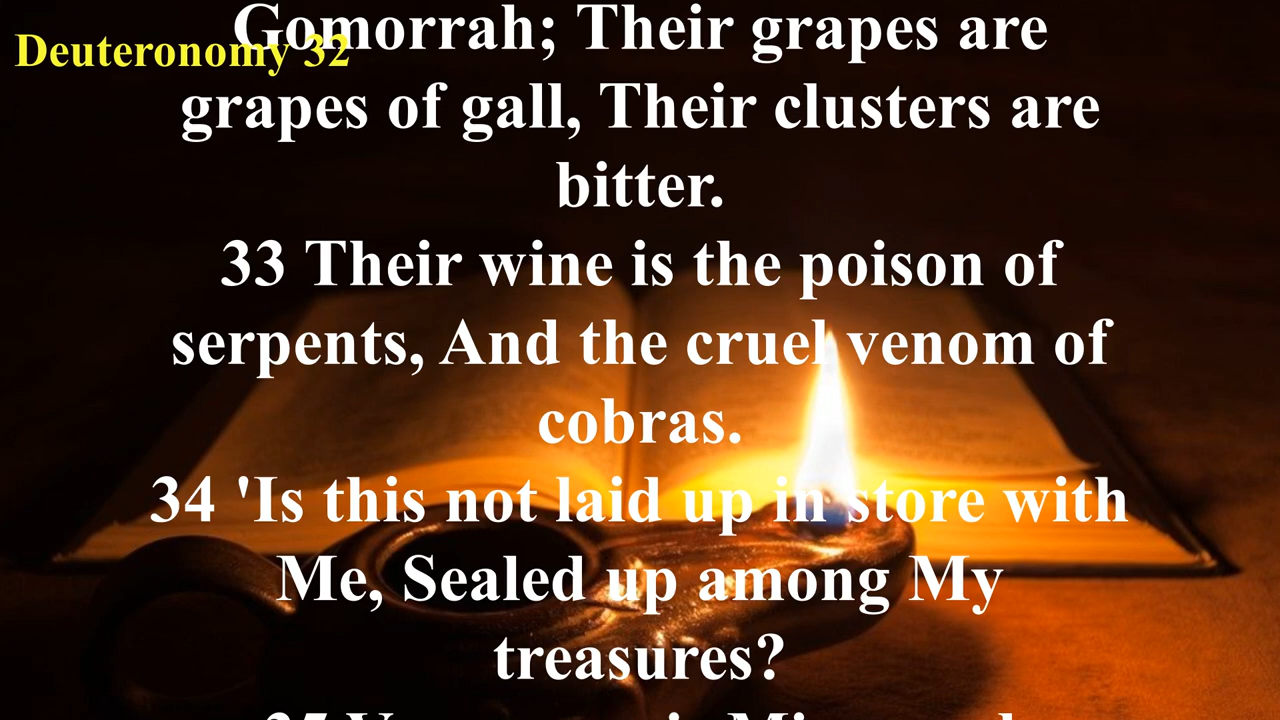 Deuteronomy 32
Gomorrah; Their grapes are
grapes of gall, Their clusters are
bitter.
33 Their wine is the poison of
serpents, And the cruel venom of
cobras.
34 'Is this not laid up in store with
Me, Sealed up among My
treasures?